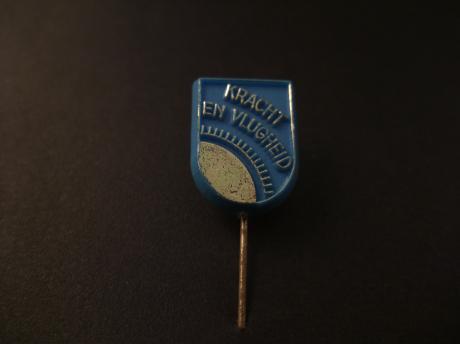 KRACHT
EN VLUGHEID